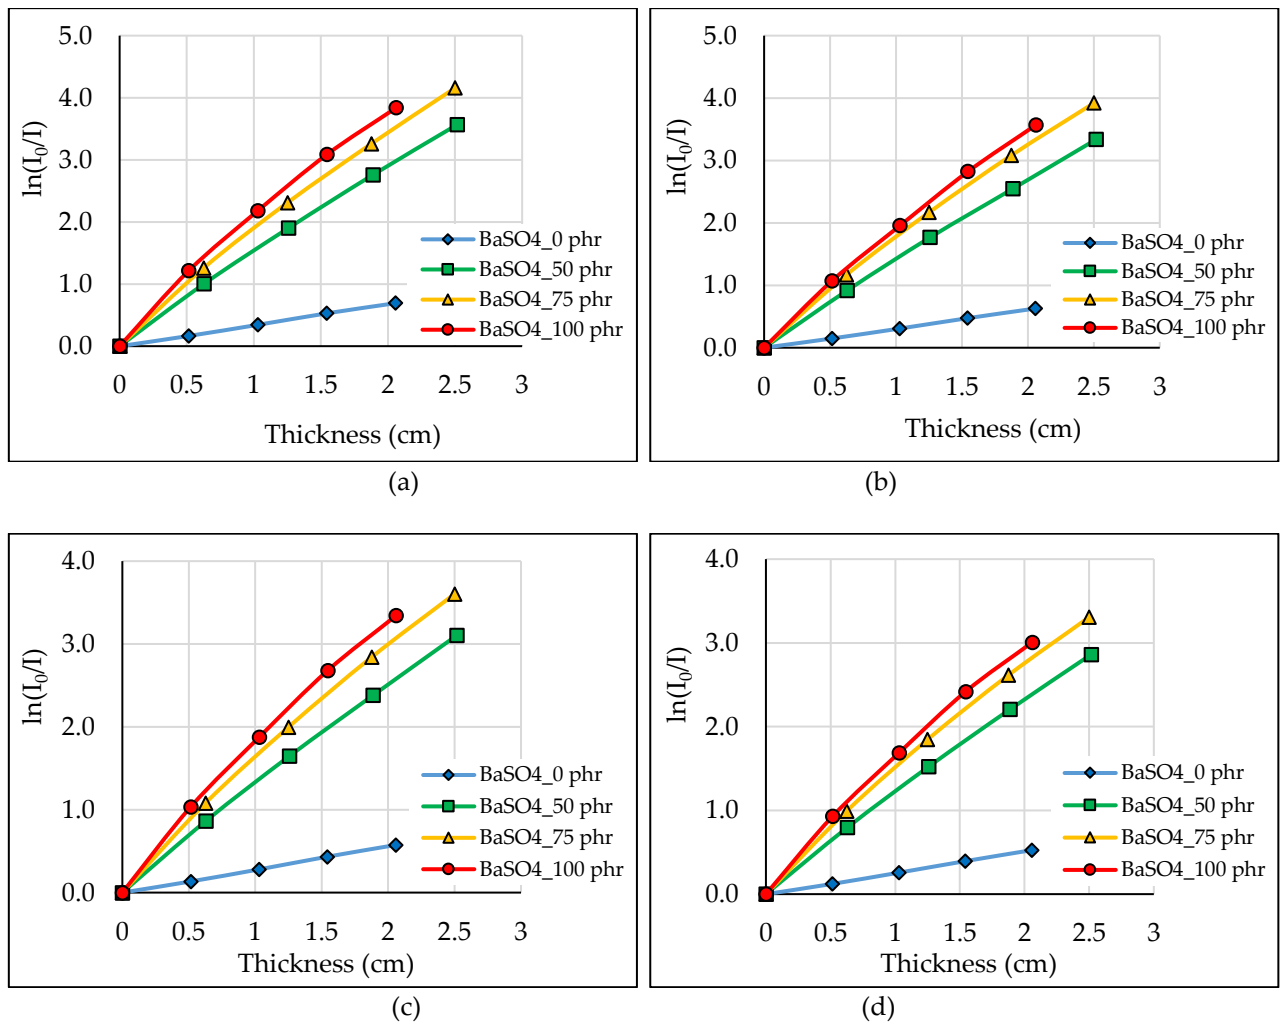 5.0
4.0
3.0
2.0
1.0
0.0
ln(I0/I)
0 0.5 1 1.5 2 2.5 3
Thickness (cm)
BaSO4_0 phr
BaSO4_50 phr
BaSO4_75 phr
BaSO4_100 phr
(a)
5.0
4.0
3.0
2.0
1.0
0.0
ln(I0/I)
0 0.5 1 1.5 2 2.5 3
Thickness (cm)
BaSO4_0 phr
BaSO4_50 phr
BaSO4_75 phr
BaSO4_100 phr
(b)
4.0
3.0
2.0
1.0
0.0
ln(I0/I)
0 0.5 1 1.5 2 2.5 3
Thickness (cm)
BaSO4_0 phr
BaSO4_50 phr
BaSO4_75 phr
BaSO4_100 phr
(c)
4.0
3.0
2.0
1.0
0.0
ln(I0/I)
0 0.5 1 1.5 2 2.5 3
Thickness (cm)
BaSO4_0 phr
BaSO4_50 phr
BaSO4_75 phr
BaSO4_100 phr
(d)